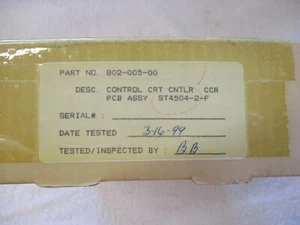 PART NO. 802-005-00
DESC. CONTROL CRT CNTLR CCR
PCB ASSY ST4504-2-F
SERIAL# :
DATE TESTED 3-16-99
TESTED/INSPECTED BY : BB